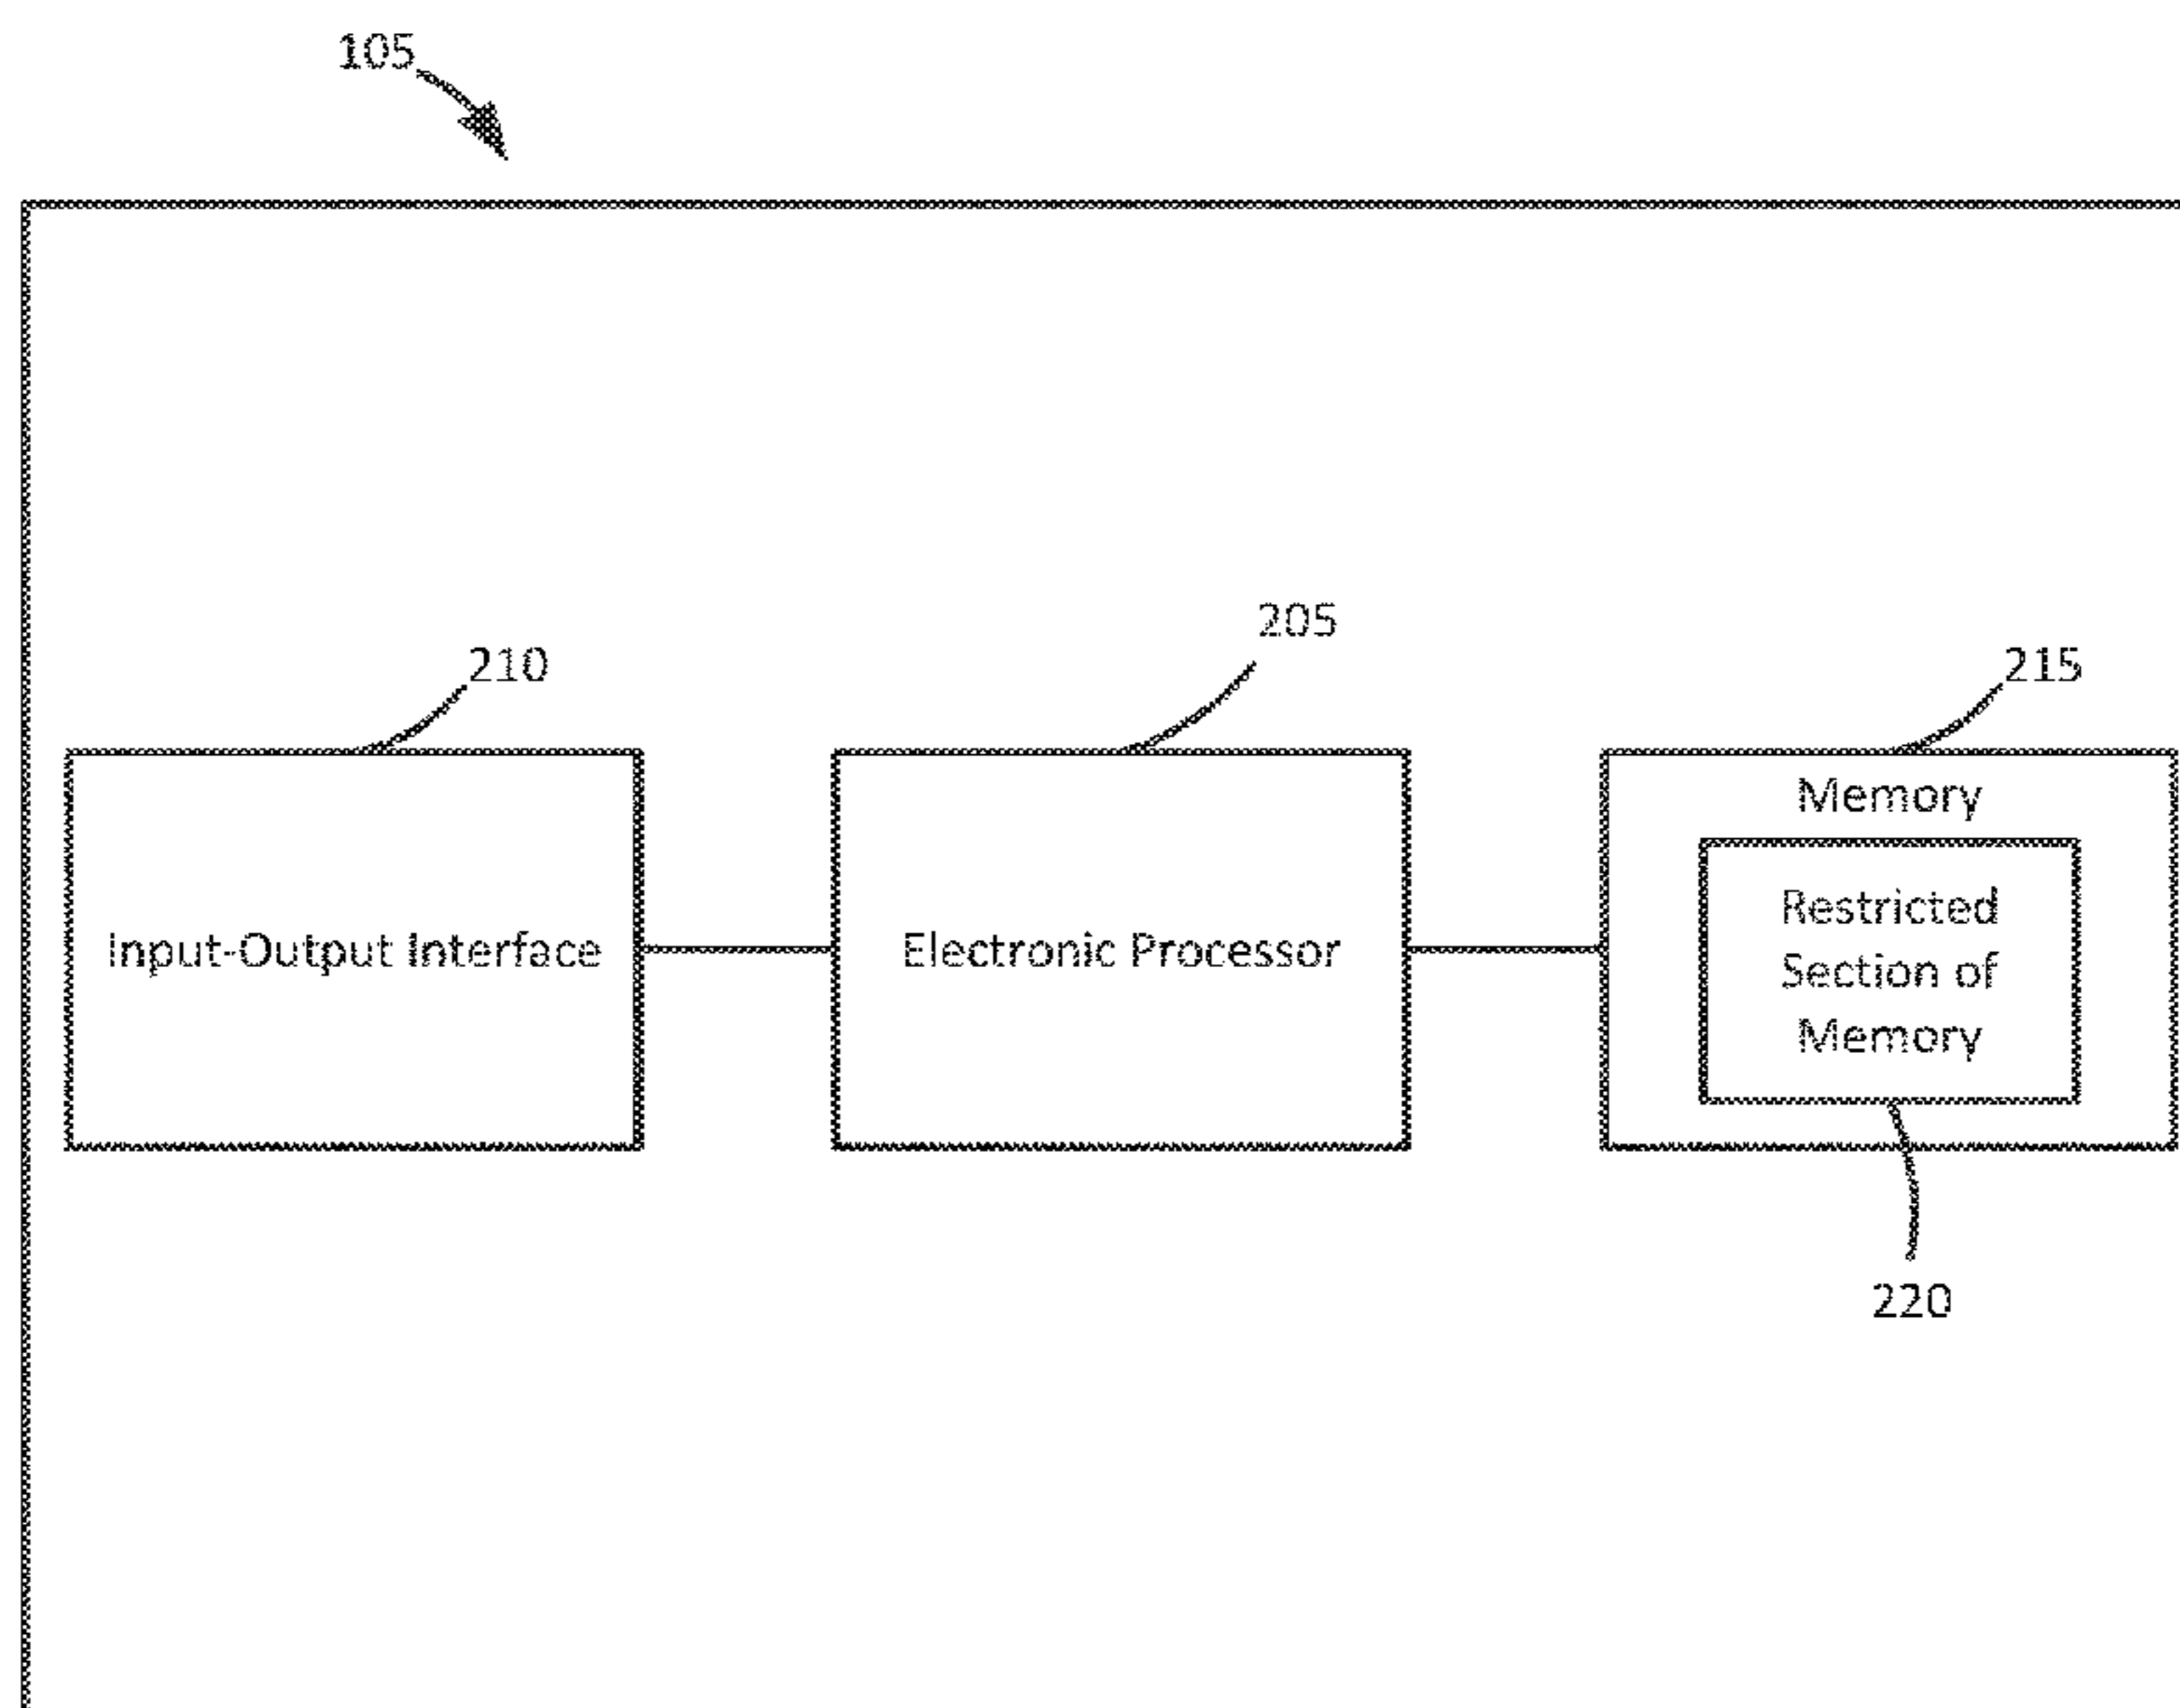 105
205
210
215
Memory
Input-Output Interface
Electronic Processor
Restricted
Section of
Memory
220